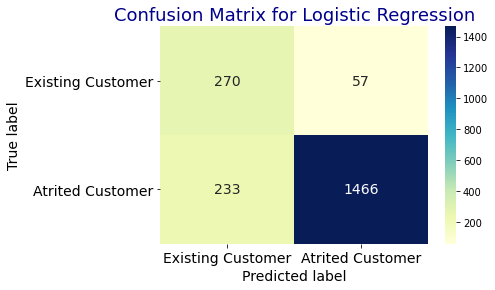 Confusion Matrix for Logistic Regression
True label
Existing Customer
270
57
Atrited Customer
233
1466
Existing Customer
Atrited Customer
Predicted label
1400
1200
1000
800
600
400
200